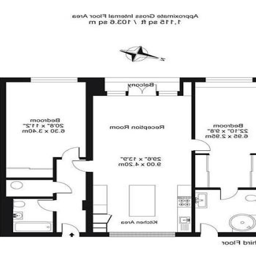 Approximate Gross Internal Floor Area
1,115 sq ft / 103.6 sq m
Balcony
Bedroom
20'8 x 11'2"
6.30 x 3.40m
Reception Room
29'6 x 13'9"
9.00 x 4.20m
Bedroom
22'10 x 9'8"
6.95 x 2.95m
Kitchen Area
Third Floor